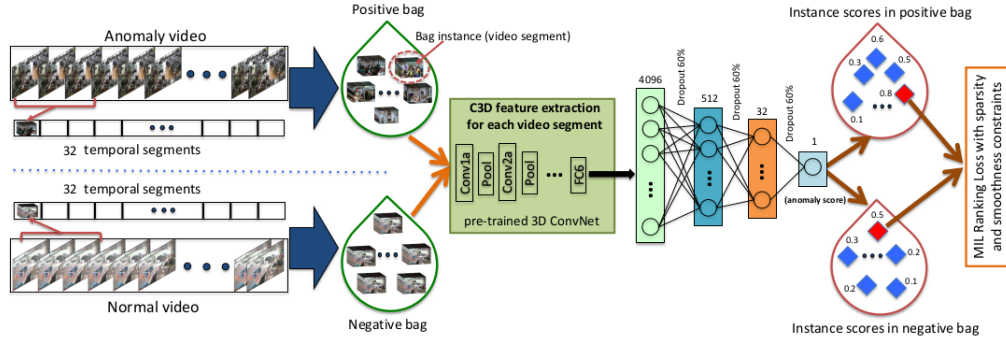 Anomaly video
32 temporal segments
32 temporal segments
Normal video
Positive bag
Bag instance (video segment)
Negative bag
C3D feature extraction
for each video segment
Conv1a
Pool
Conv2a
Pool
FC6
pre-trained 3D ConvNet
4096
Dropout 60%
512
Dropout 60%
32
Dropout 60%
1
(anomaly score)
Instance scores in positive bag
0.6
0.3
0.5
0.8
0.1
0.5
0.3
0.2
0.2
0.1
Instance scores in negative bag
MIL Ranking Loss with sparsity
and smoothness constraints